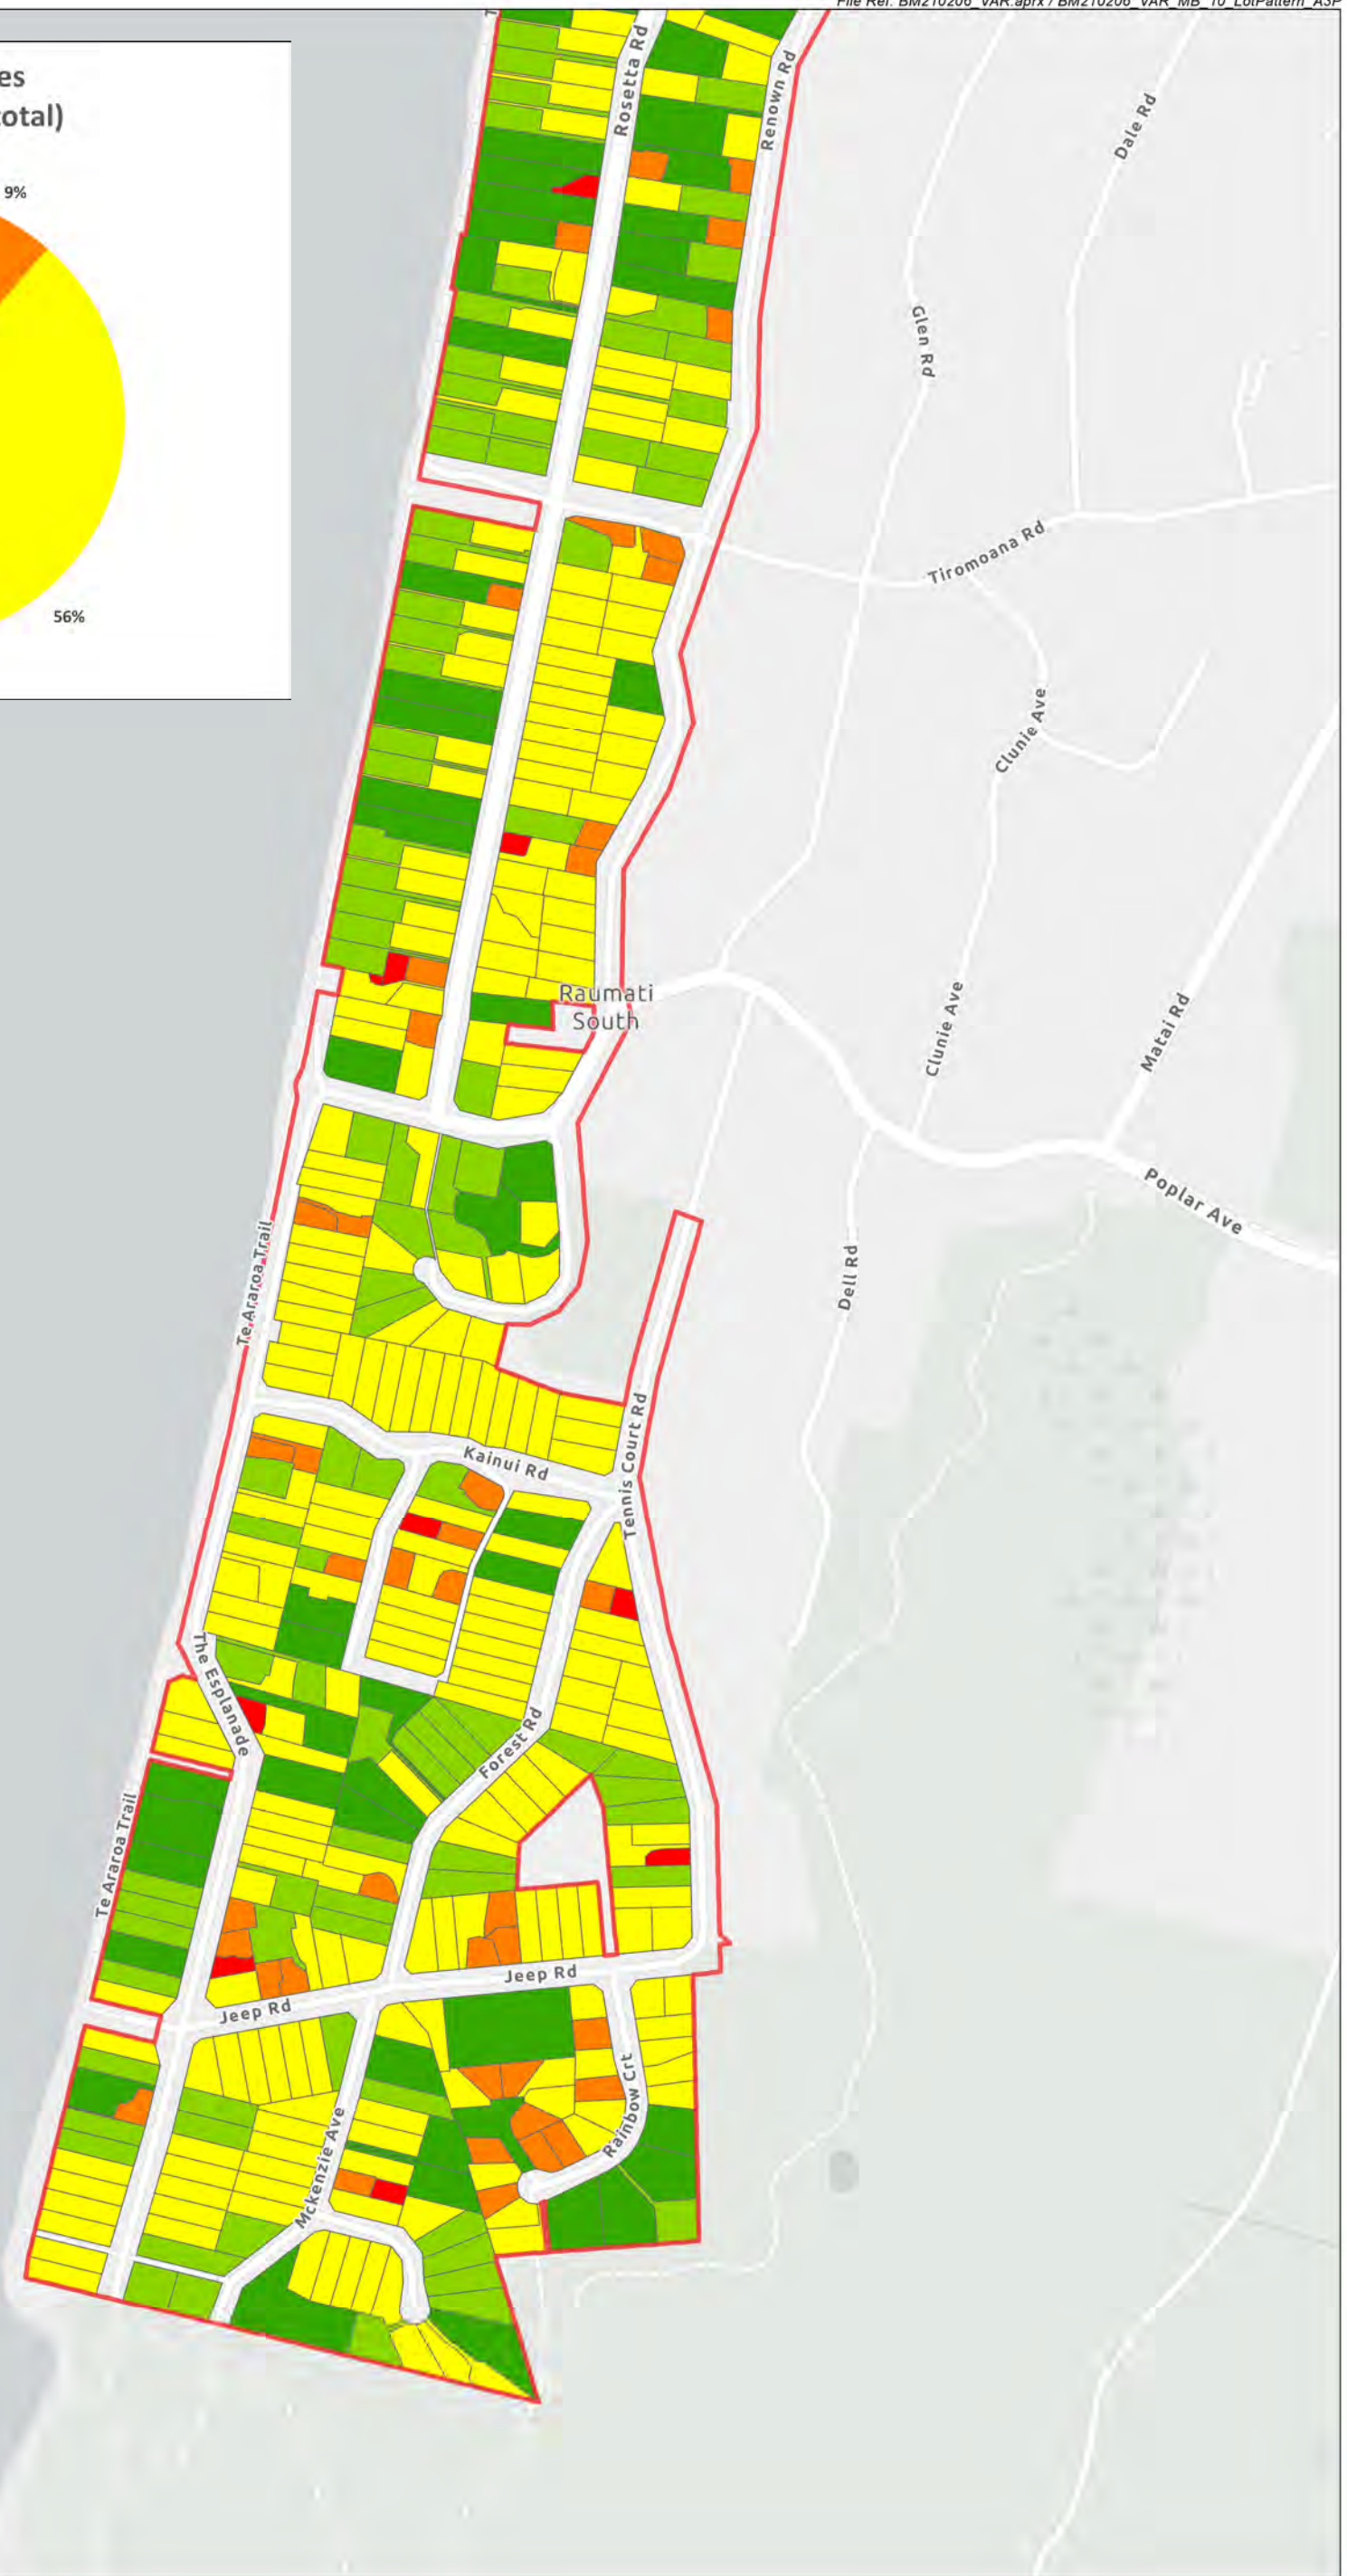 File Ref: BM210206_VAR.aprx / BM210206_VAR_MB_10_LotPattern_A3P
es
total)
9%
56%
Rosetta Rd
Renown Rd
Dale Rd
Glen Rd
Tiromoana Rd
Clunie Ave
Raumati
South
Clunie Ave
Matai Rd
Poplar Ave
Te Araroa Trail
Dell Rd
Tennis Court Rd
Kainui Rd
The Esplanade
Forest Rd
Te Araroa Trail
Jeep Rd
Jeep Rd
Rainbow Crt
Mckenzie Ave